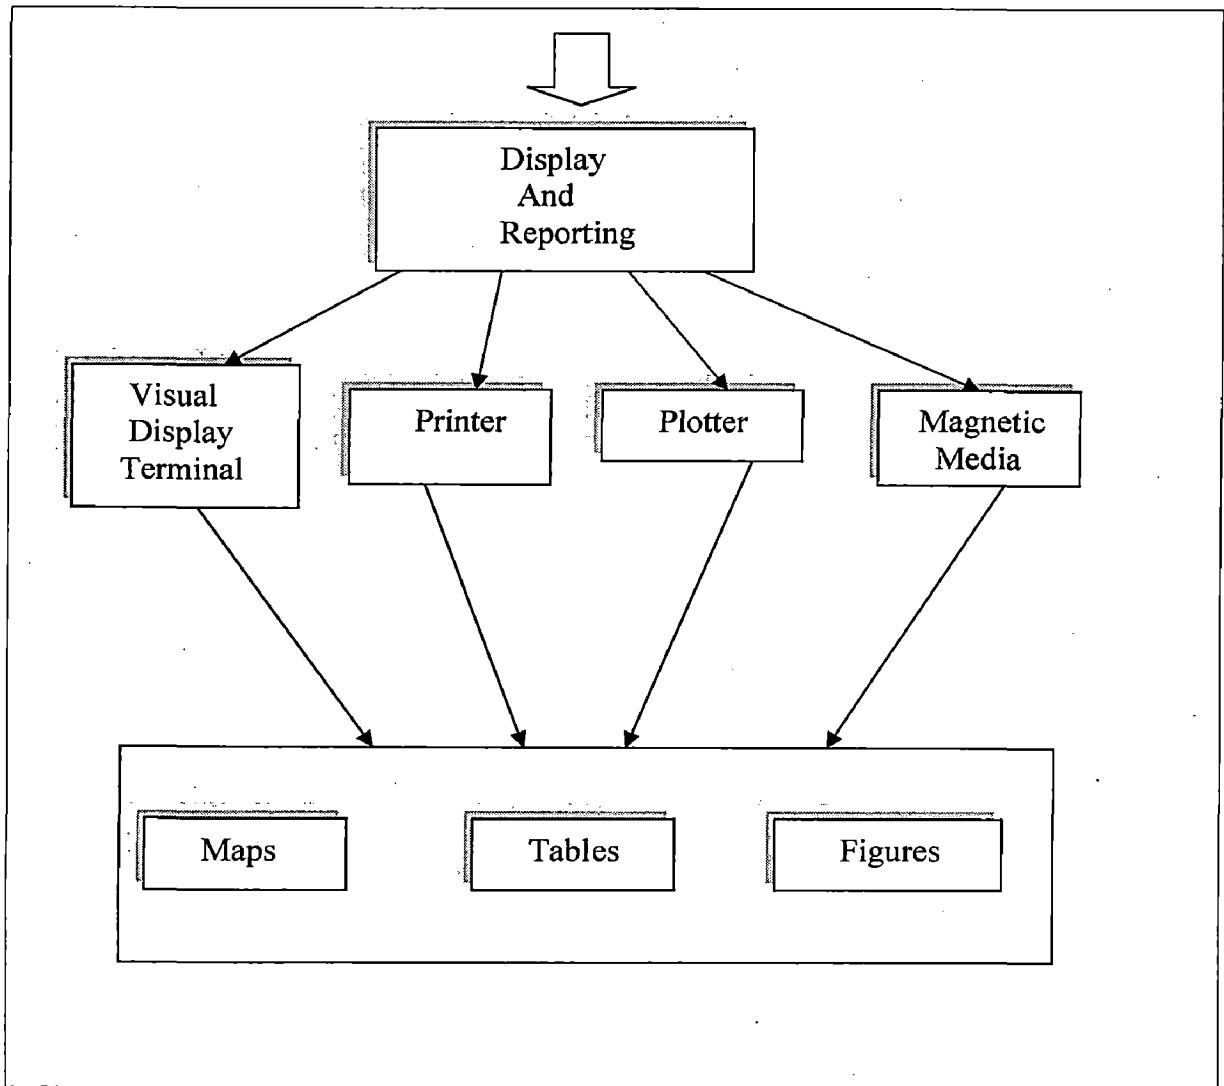 Display
And
Reporting
Visual
Display
Terminal
Printer
Plotter
Magnetic
Media
Maps
Tables
Figures